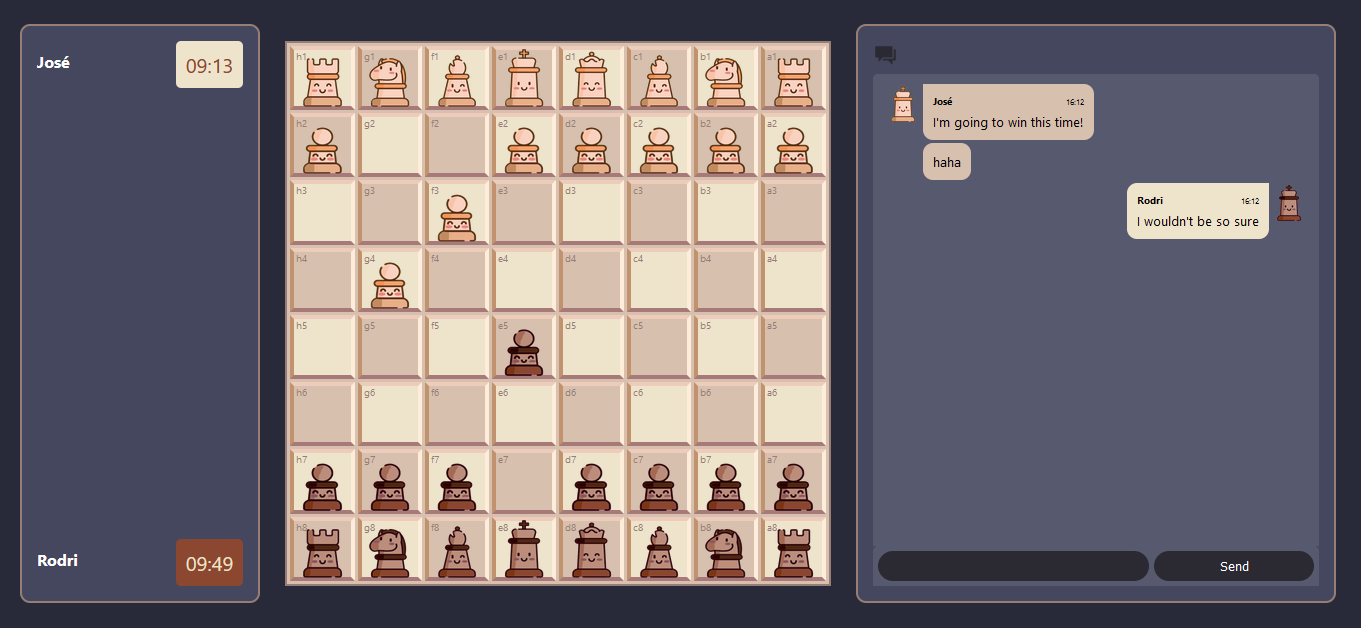 José
09:13
h1 g1 f1 e1 d1 c1 b1 a1
h2 g2 f2 e2 d2 c2 b2 a2
h3 g3 f3 e3 d3 c3 b3 a3
h4 g4 f4 e4 d4 c4 b4 a4
h5 g5 f5 e5 d5 c5 b5 a5
h6 g6 f6 e6 d6 c6 b6 a6
h7 g7 f7 e7 d7 c7 b7 a7
h8 g8 f8 e8 d8 c8 b8 a8
Rodri
09:49
José 16:12
I'm going to win this time!
haha
Rodri 16:12
I wouldn't be so sure
Send